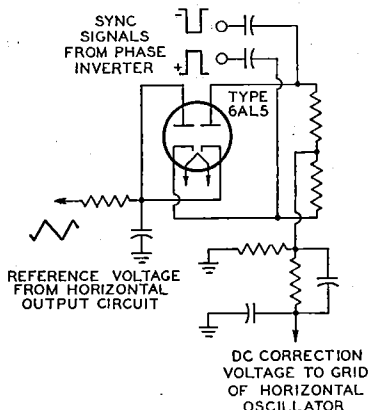 SYNC
SIGNALS
FROM PHASE
INVERTER
−
+
TYPE
6AL5
REFERENCE VOLTAGE
FROM HORIZONTAL
OUTPUT CIRCUIT
DC CORRECTION
VOLTAGE TO GRID
OF HORIZONTAL
OSCILLATOR